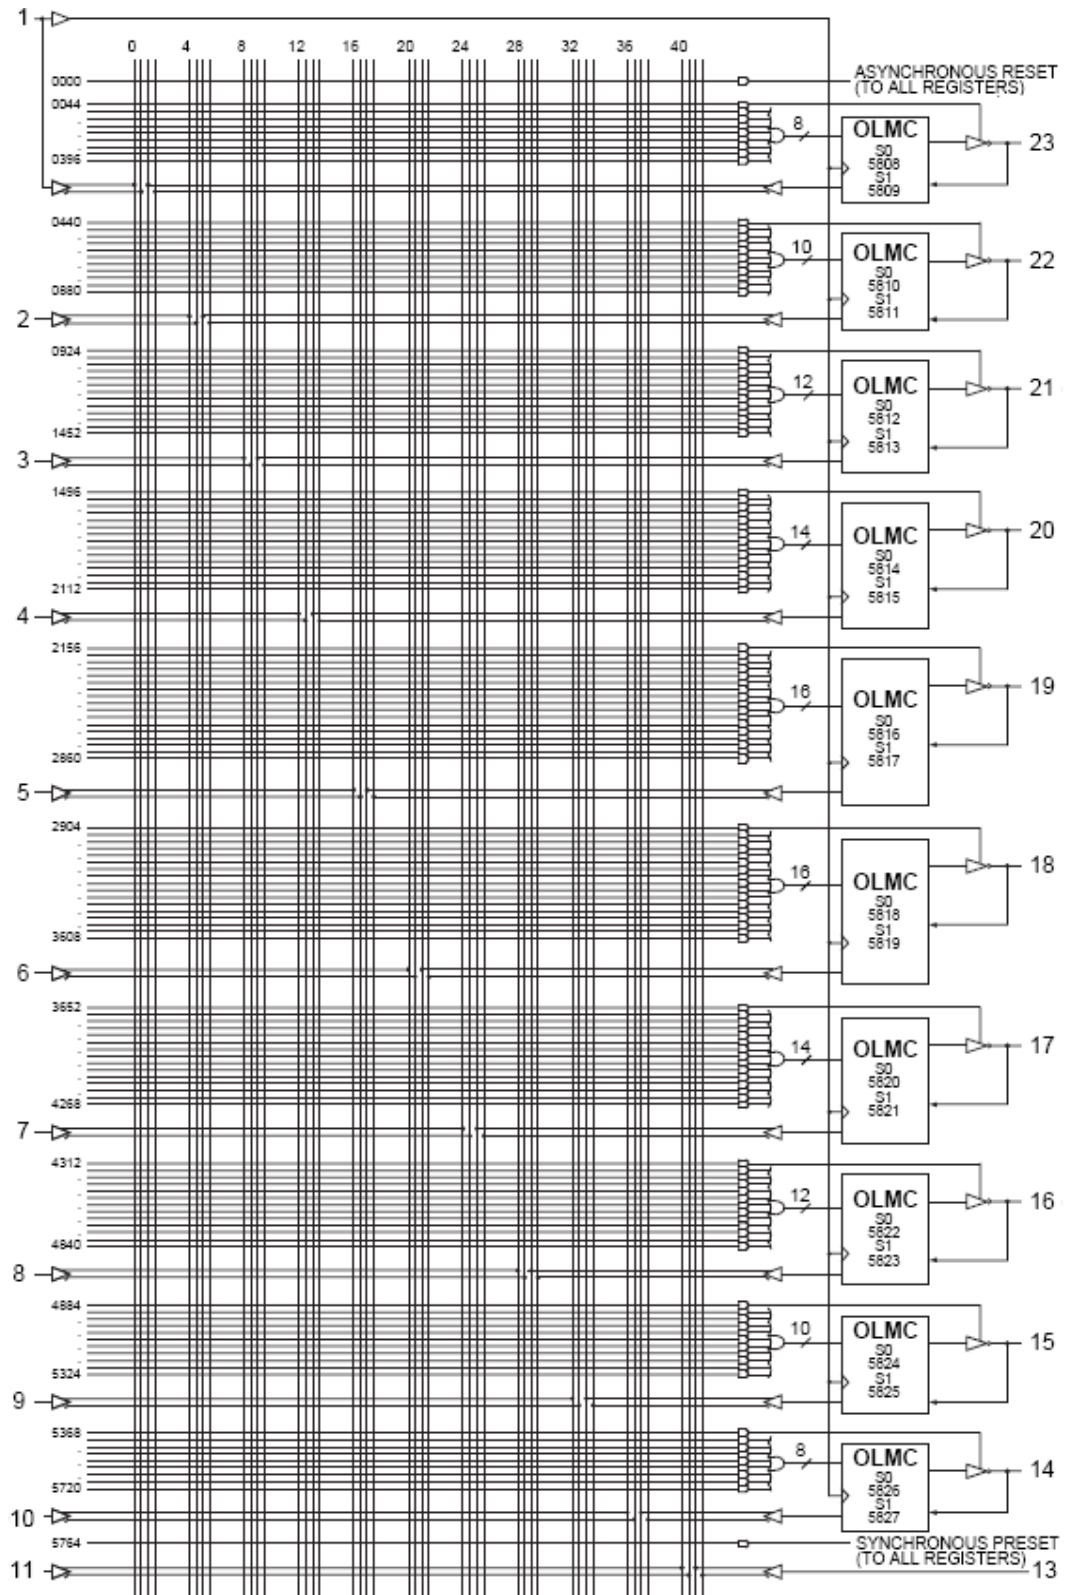 1
0 4 8 12 16 20 24 28 32 36 40
0000
ASYNCHRONOUS RESET
(TO ALL REGISTERS)
0044
8
OLMC
S0
5808
S1
5809
23
0396
0440
10
OLMC
S0
5810
S1
5811
22
0880
2
0924
12
OLMC
S0
5812
S1
5813
21
1452
3
1496
14
OLMC
S0
5814
S1
5815
20
2112
4
2156
16
OLMC
S0
5816
S1
5817
19
2860
5
2904
16
OLMC
S0
5818
S1
5819
18
3608
6
3652
14
OLMC
S0
5820
S1
5821
17
4268
7
4312
12
OLMC
S0
5822
S1
5823
16
4840
8
4884
10
OLMC
S0
5824
S1
5825
15
5324
9
5368
8
OLMC
S0
5826
S1
5827
14
5720
10
5764
SYNCHRONOUS PRESET
(TO ALL REGISTERS)
11
13